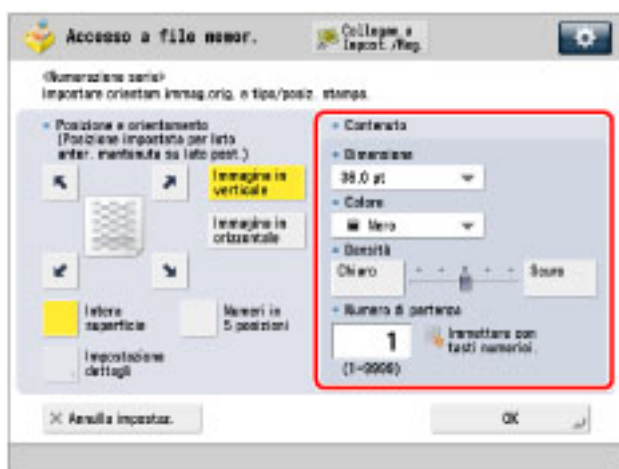 Accesso a file memor.
Collegam. a
Impost./Reg.
<Numerazione serie>
Impostare orientam immag.orig. e tipo/posiz. stampa.
Posizione e orientamento
(Posizione impostata per lato
anter. mantenuta su lato post.)
Immagine in
verticale
Immagine in
orizzontale
Intera
superficie
Numeri in
5 posizioni
Impostazione
dettagli
Contenuto
Dimensione
36.0 pt
Colore
Nero
Densità
Chiaro
Scuro
Numero di partenza
1
Immettere con
tasti numerici.
(1-9999)
Annulla impostaz.
OK